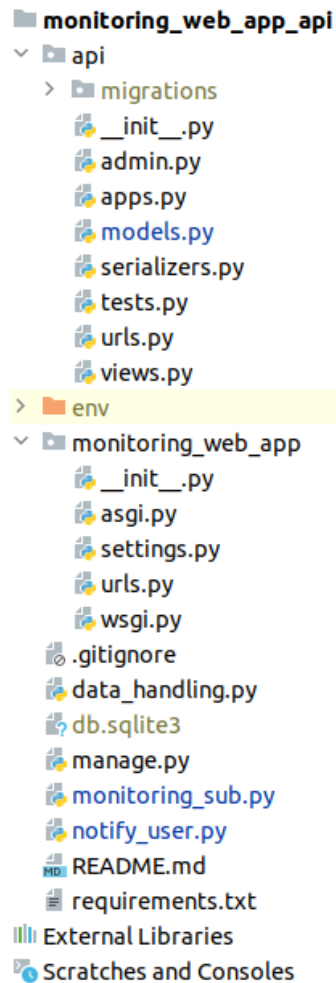 monitoring_web_app_api
api
migrations
__init__.py
admin.py
apps.py
models.py
serializers.py
tests.py
urls.py
views.py
env
monitoring_web_app
__init__.py
asgi.py
settings.py
urls.py
wsgi.py
.gitignore
data_handling.py
db.sqlite3
manage.py
monitoring_sub.py
notify_user.py
MD README.md
requirements.txt
External Libraries
Scratches and Consoles